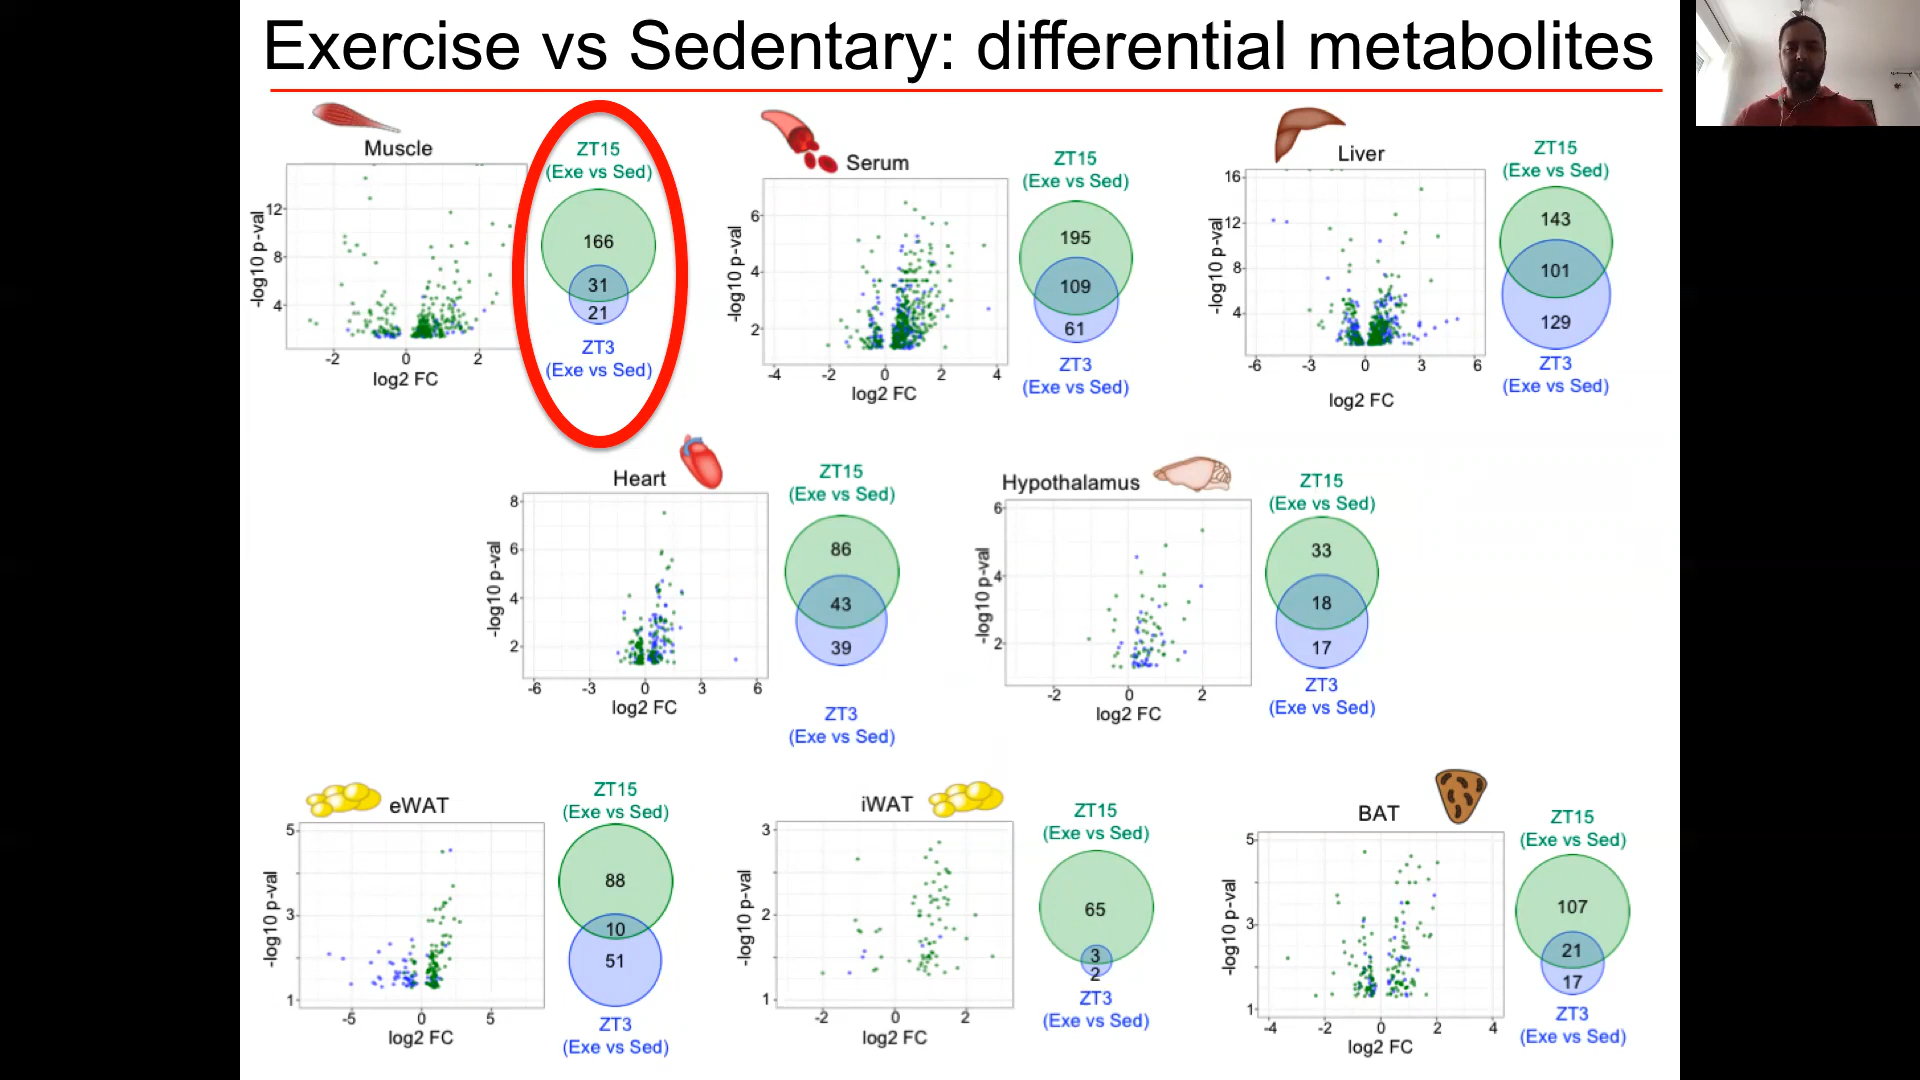 Exercise vs Sedentary: differential metabolites
Muscle
ZT15
(Exe vs Sed)
166
31
21
ZT3
(Exe vs Sed)
-log10 p-val
12
8
4
-2
0
2
log2 FC
Serum
ZT15
(Exe vs Sed)
195
109
61
ZT3
(Exe vs Sed)
-log10 p-val
6
4
2
-4
-2
0
2
4
log2 FC
Liver
ZT15
(Exe vs Sed)
143
101
129
ZT3
(Exe vs Sed)
-log10 p-val
16
12
8
4
-6
-3
0
3
6
log2 FC
Heart
ZT15
(Exe vs Sed)
86
43
39
ZT3
(Exe vs Sed)
-log10 p-val
8
6
4
2
-6
-3
0
3
6
log2 FC
Hypothalamus
ZT15
(Exe vs Sed)
33
18
17
ZT3
(Exe vs Sed)
-log10 p-val
6
4
2
-2
0
2
log2 FC
eWAT
ZT15
(Exe vs Sed)
88
10
51
ZT3
(Exe vs Sed)
-log10 p-val
5
3
1
-5
0
5
log2 FC
iWAT
ZT15
(Exe vs Sed)
65
3
2
ZT3
(Exe vs Sed)
-log10 p-val
3
2
1
-2
0
2
log2 FC
BAT
ZT15
(Exe vs Sed)
107
21
17
ZT3
(Exe vs Sed)
-log10 p-val
5
3
1
-4
-2
0
2
4
log2 FC